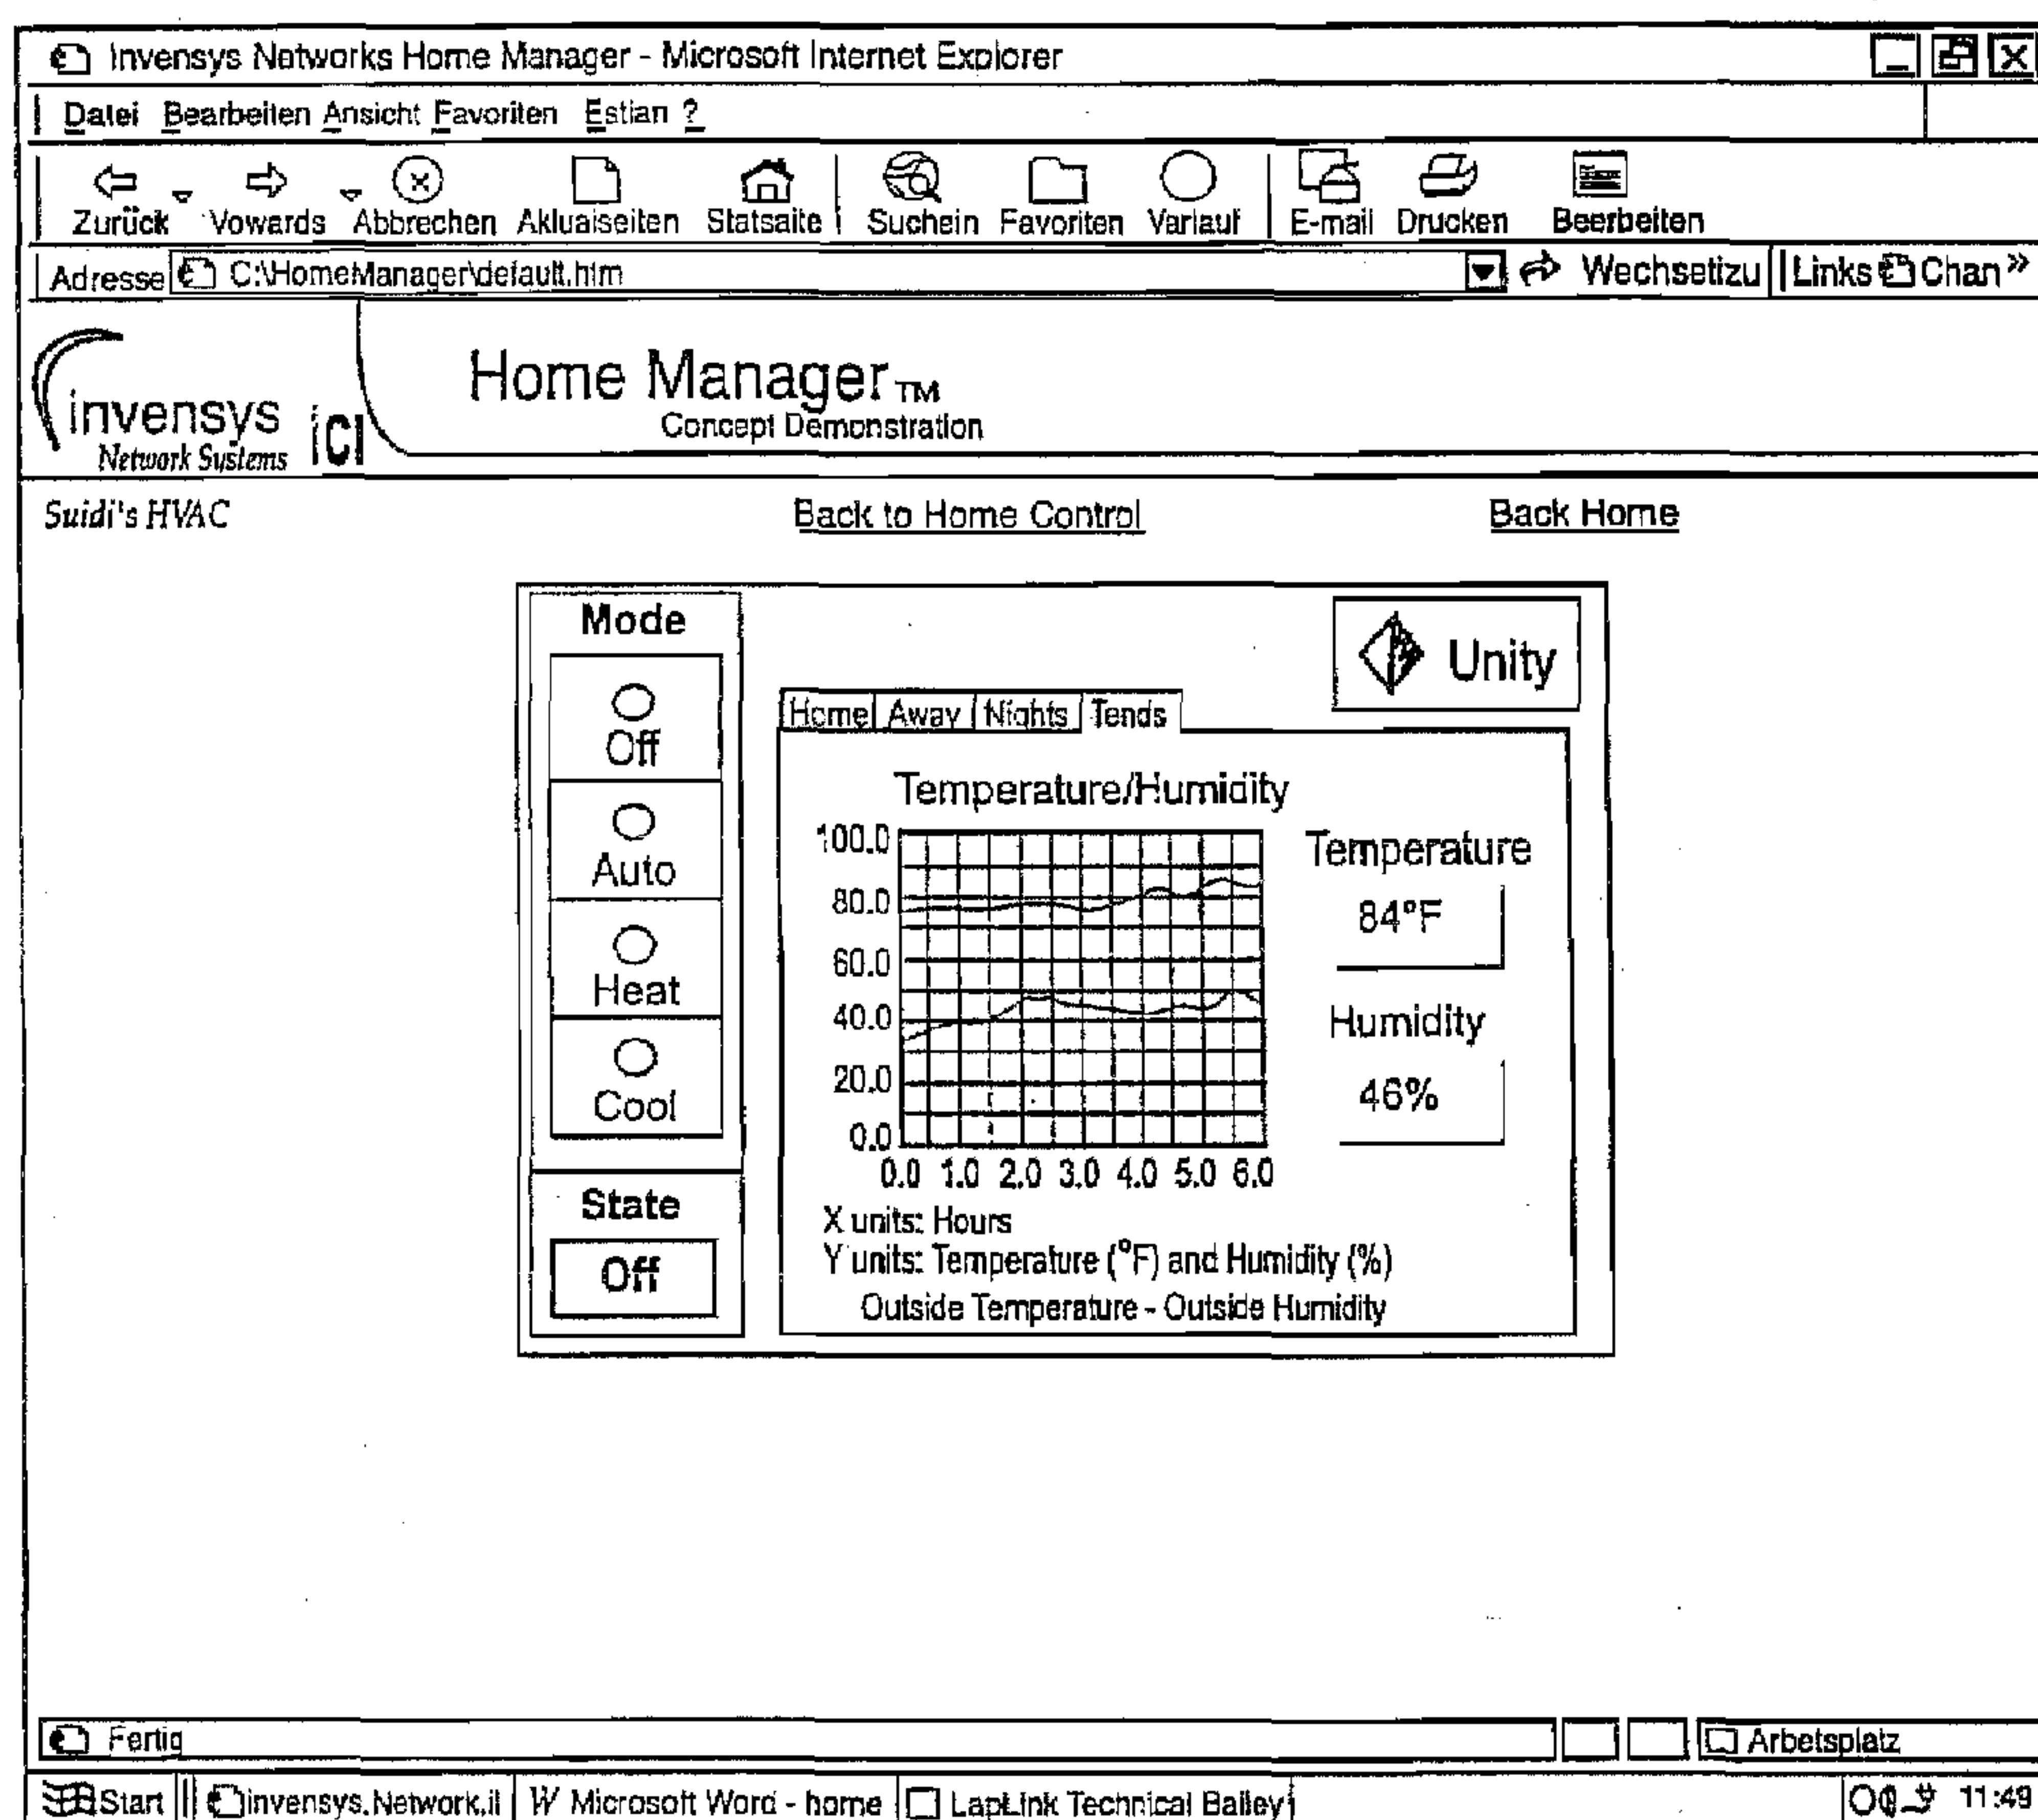 Invensys Networks Home Manager - Microsoft Internet Explorer
Datei Bearbeiten Ansicht Favoriten Estian ?
Zurück Vowards Abbrechen Akluaiseiten Statsaite Suchein Favoriten Varlauf E-mail Drucken Beerbeiten
Adresse C:\HomeManager\default.htm Wechsetizu Links Chan »
Home Manager TM
Concept Demonstration
invensys
Network Systems ici
Suidi's HVAC Back to Home Control Back Home
Mode
Off
Auto
Heat
Cool
State
Off
Unity
Home Away Nights Tends
Temperature/Humidity
100.0
80.0
60.0
40.0
20.0
0.0
0.0 1.0 2.0 3.0 4.0 5.0 6.0
Temperature
84°F
Humidity
46%
X units: Hours
Y units: Temperature (°F) and Humidity (%)
Outside Temperature - Outside Humidity
Fertig Arbetsplatz
Start invensys.Network.il W Microsoft Word - home LapLink Technical Bailey 11:49